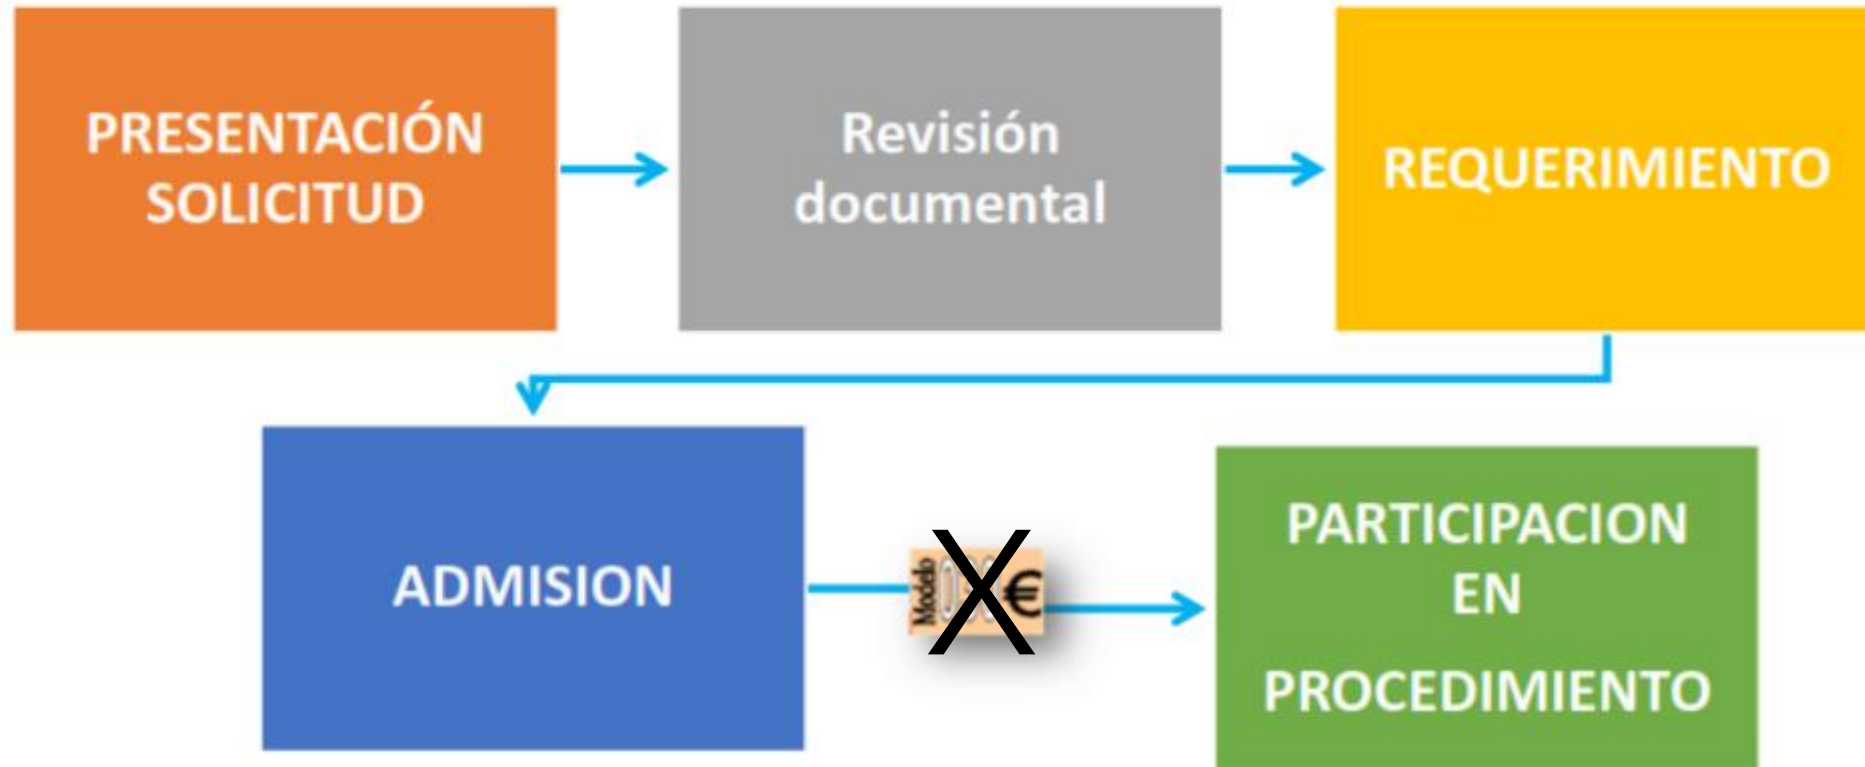 PRESENTACIÓN
SOLICITUD
Revisión
documental
REQUERIMIENTO
ADMISION
Modelo
€
PARTICIPACION
EN
PROCEDIMIENTO